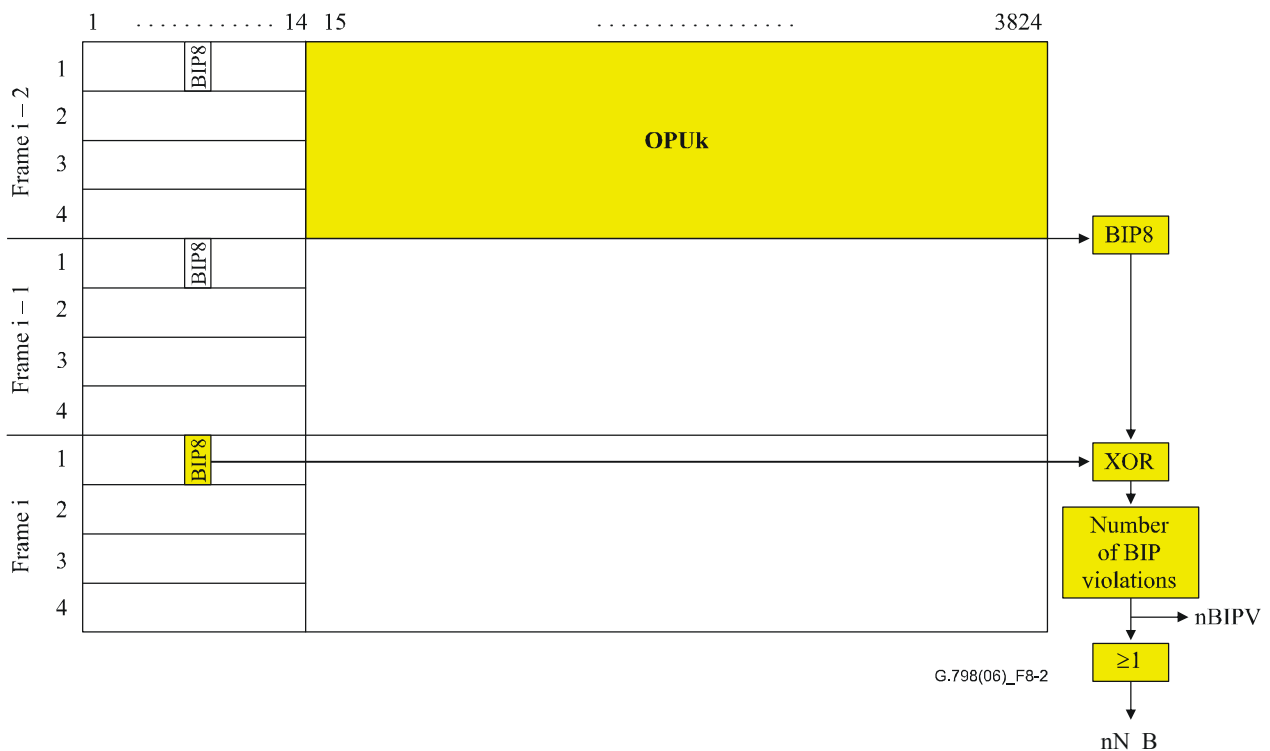 1 . . . . . . . . . . . 14 15 . . . . . . . . . . . . . . . . 3824
Frame i – 2
1
BIP8
2
3
4
OPUk
BIP8
Frame i – 1
1
BIP8
2
3
4
Frame i
1
BIP8
2
3
4
XOR
Number
of BIP
violations
nBIPV
≥1
G.798(06)_F8-2
nN_B